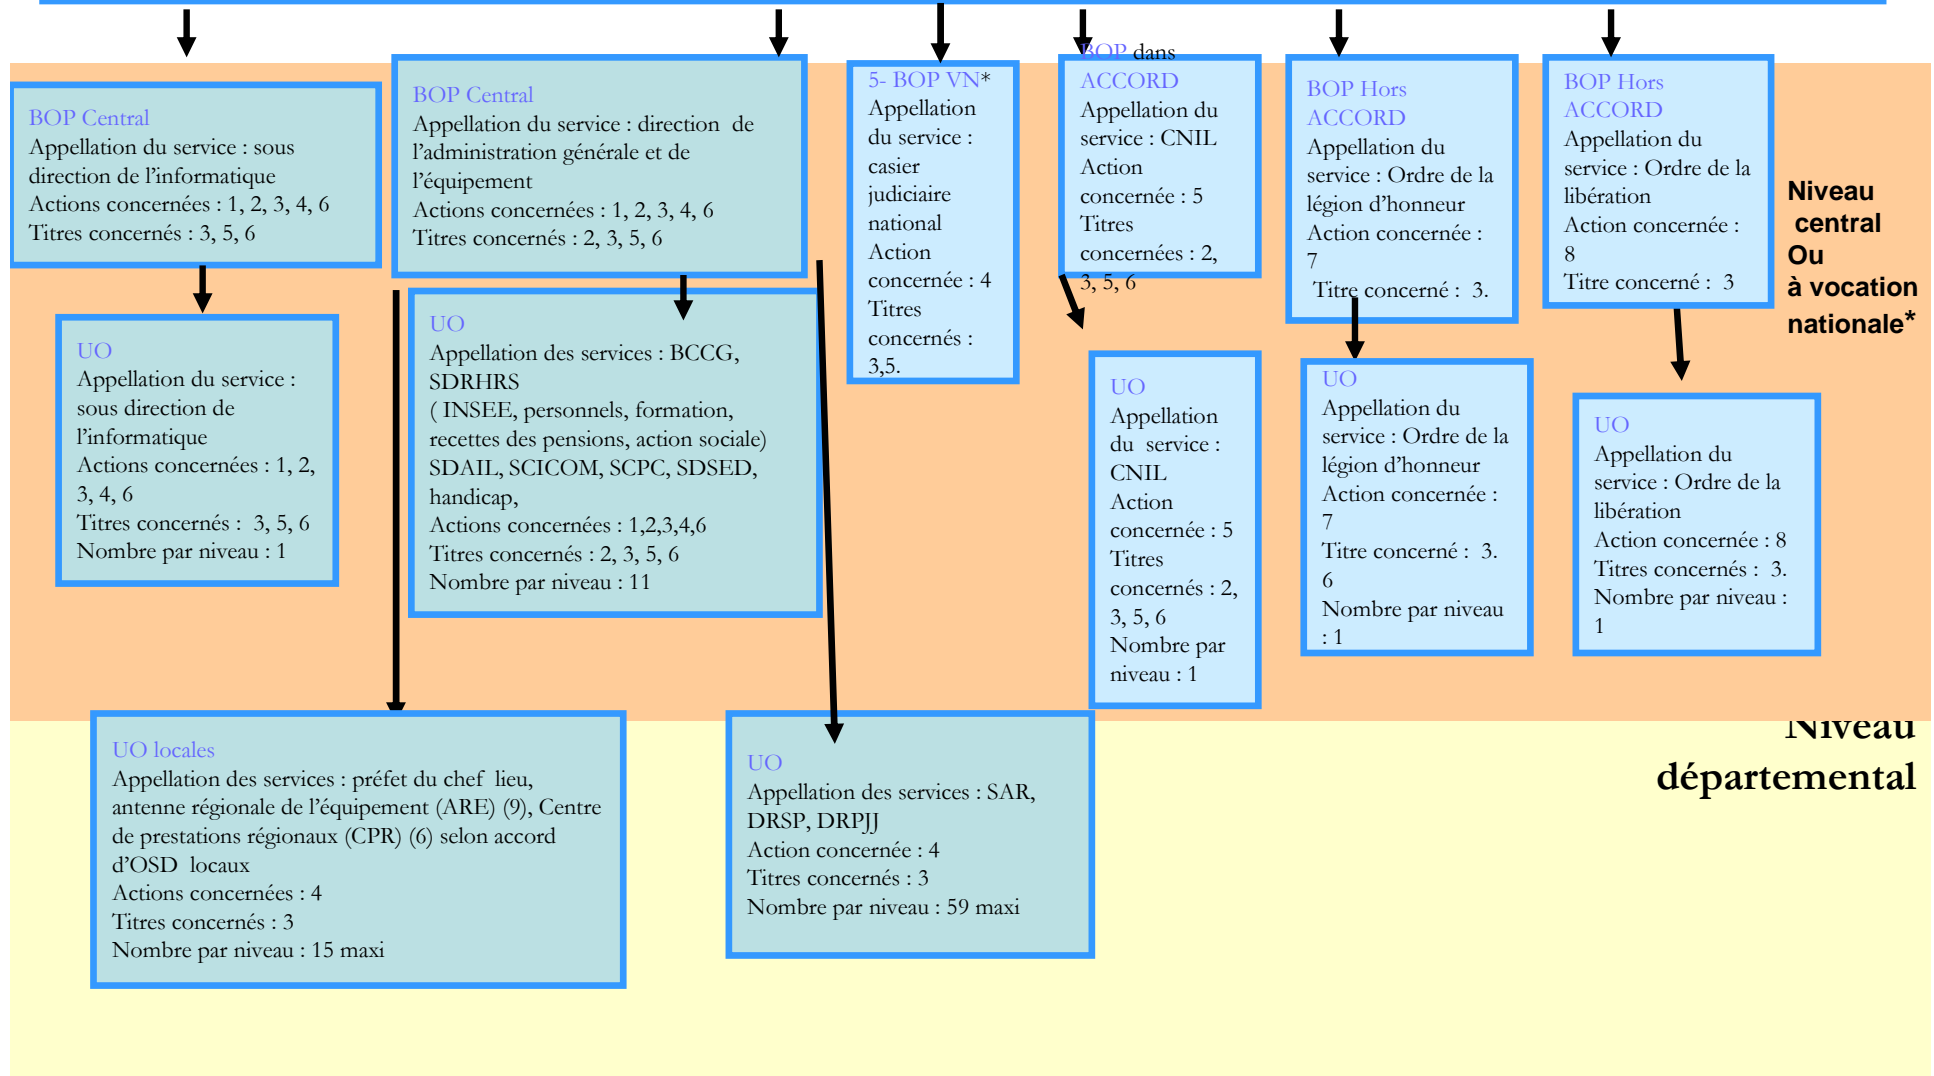 BOP Central
Appellation du service : sous
direction de l’informatique
Actions concernées : 1, 2, 3, 4, 6
Titres concernés : 3, 5, 6
BOP Central
Appellation du service : direction  de
l’administration générale et de
l’équipement
Actions concernées : 1, 2, 3, 4, 6
Titres concernés : 2, 3, 5, 6
5- BOP VN*
Appellation
du service :
casier
judiciaire
national
Action
concernée : 4
Titres
concernés :
3,5.
BOP dans
ACCORD
Appellation du
service : CNIL
Action
concernée : 5
Titres
concernées : 2,
3, 5, 6
BOP Hors
ACCORD
Appellation du
service : Ordre de la
légion d’honneur
Action concernée :
7
Titre concerné :  3.
BOP Hors
ACCORD
Appellation du
service : Ordre de la
libération
Action concernée :
8
Titre concerné :  3
Niveau
central
Ou
à vocation
nationale*
UO
Appellation du service :
sous direction de
l’informatique
Actions concernées : 1, 2,
3, 4, 6
Titres concernés :  3, 5, 6
Nombre par niveau : 1
UO
Appellation des services : BCCG,
SDRHRS
( INSEE, personnels, formation,
recettes des pensions, action sociale)
SDAIL, SCICOM, SCPC, SDSED,
handicap,
Actions concernées : 1,2,3,4,6
Titres concernés : 2, 3, 5, 6
Nombre par niveau : 11
UO
Appellation
du  service :
CNIL
Action
concernée : 5
Titres
concernés : 2,
3, 5, 6
Nombre par
niveau : 1
UO
Appellation du
service : Ordre de la
légion d’honneur
Action concernée :
7
Titre concerné :  3.
6
Nombre par niveau
: 1
UO
Appellation du
service : Ordre de la
libération
Action concernée : 8
Titres concernés :  3.
Nombre par niveau :
1
UO locales
Appellation des services : préfet du chef  lieu,
antenne régionale de l’équipement (ARE) (9), Centre
de prestations régionaux (CPR) (6) selon accord
d’OSD  locaux
Actions concernées : 4
Titres concernés : 3
Nombre par niveau : 15 maxi
UO
Appellation des services : SAR,
DRSP, DRPJJ
Action concernée : 4
Titres concernés : 3
Nombre par niveau : 59 maxi
Niveau
départemental